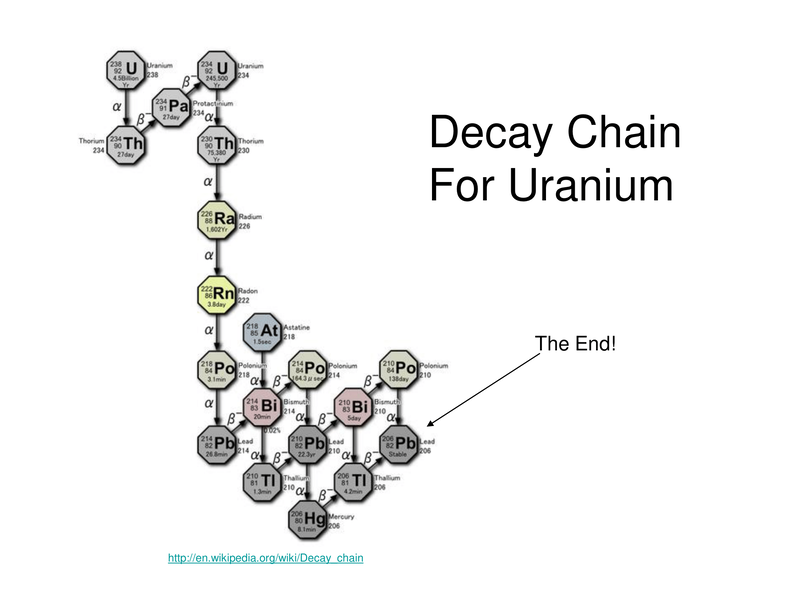 Decay Chain
For Uranium
238
92 U
4.5Billion
Yr
Uranium
238
234
92 U
245,500
Yr
Uranium
234
α
β⁻
234
91 Pa
27day
Protactinium
234
α
β⁻
Thorium
234
234
90 Th
27day
230
90 Th
75,380
Yr
Thorium
230
α
226
88 Ra
1,602Yr
Radium
226
α
222
86 Rn
3.8day
Radon
222
α
218
85 At
1.5sec
Astatine
218
The End!
218
84 Po
3.1min
Polonium
218
α
β⁻
214
84 Po
164.3 μ sec
Polonium
214
β⁻
210
84 Po
138day
Polonium
210
α
β⁻
214
83 Bi
20min
Bismuth
214
0.02%
α
β⁻
210
83 Bi
5day
Bismuth
210
α
214
82 Pb
26.8min
Lead
214
α
β⁻
210
82 Pb
22.3yr
Lead
210
α
β⁻
206
82 Pb
Stable
Lead
206
210
81 Tl
1.3min
Thallium
210
α
β⁻
206
81 Tl
4.2min
Thallium
206
206
80 Hg
8.1min
Mercury
206
http://en.wikipedia.org/wiki/Decay_chain